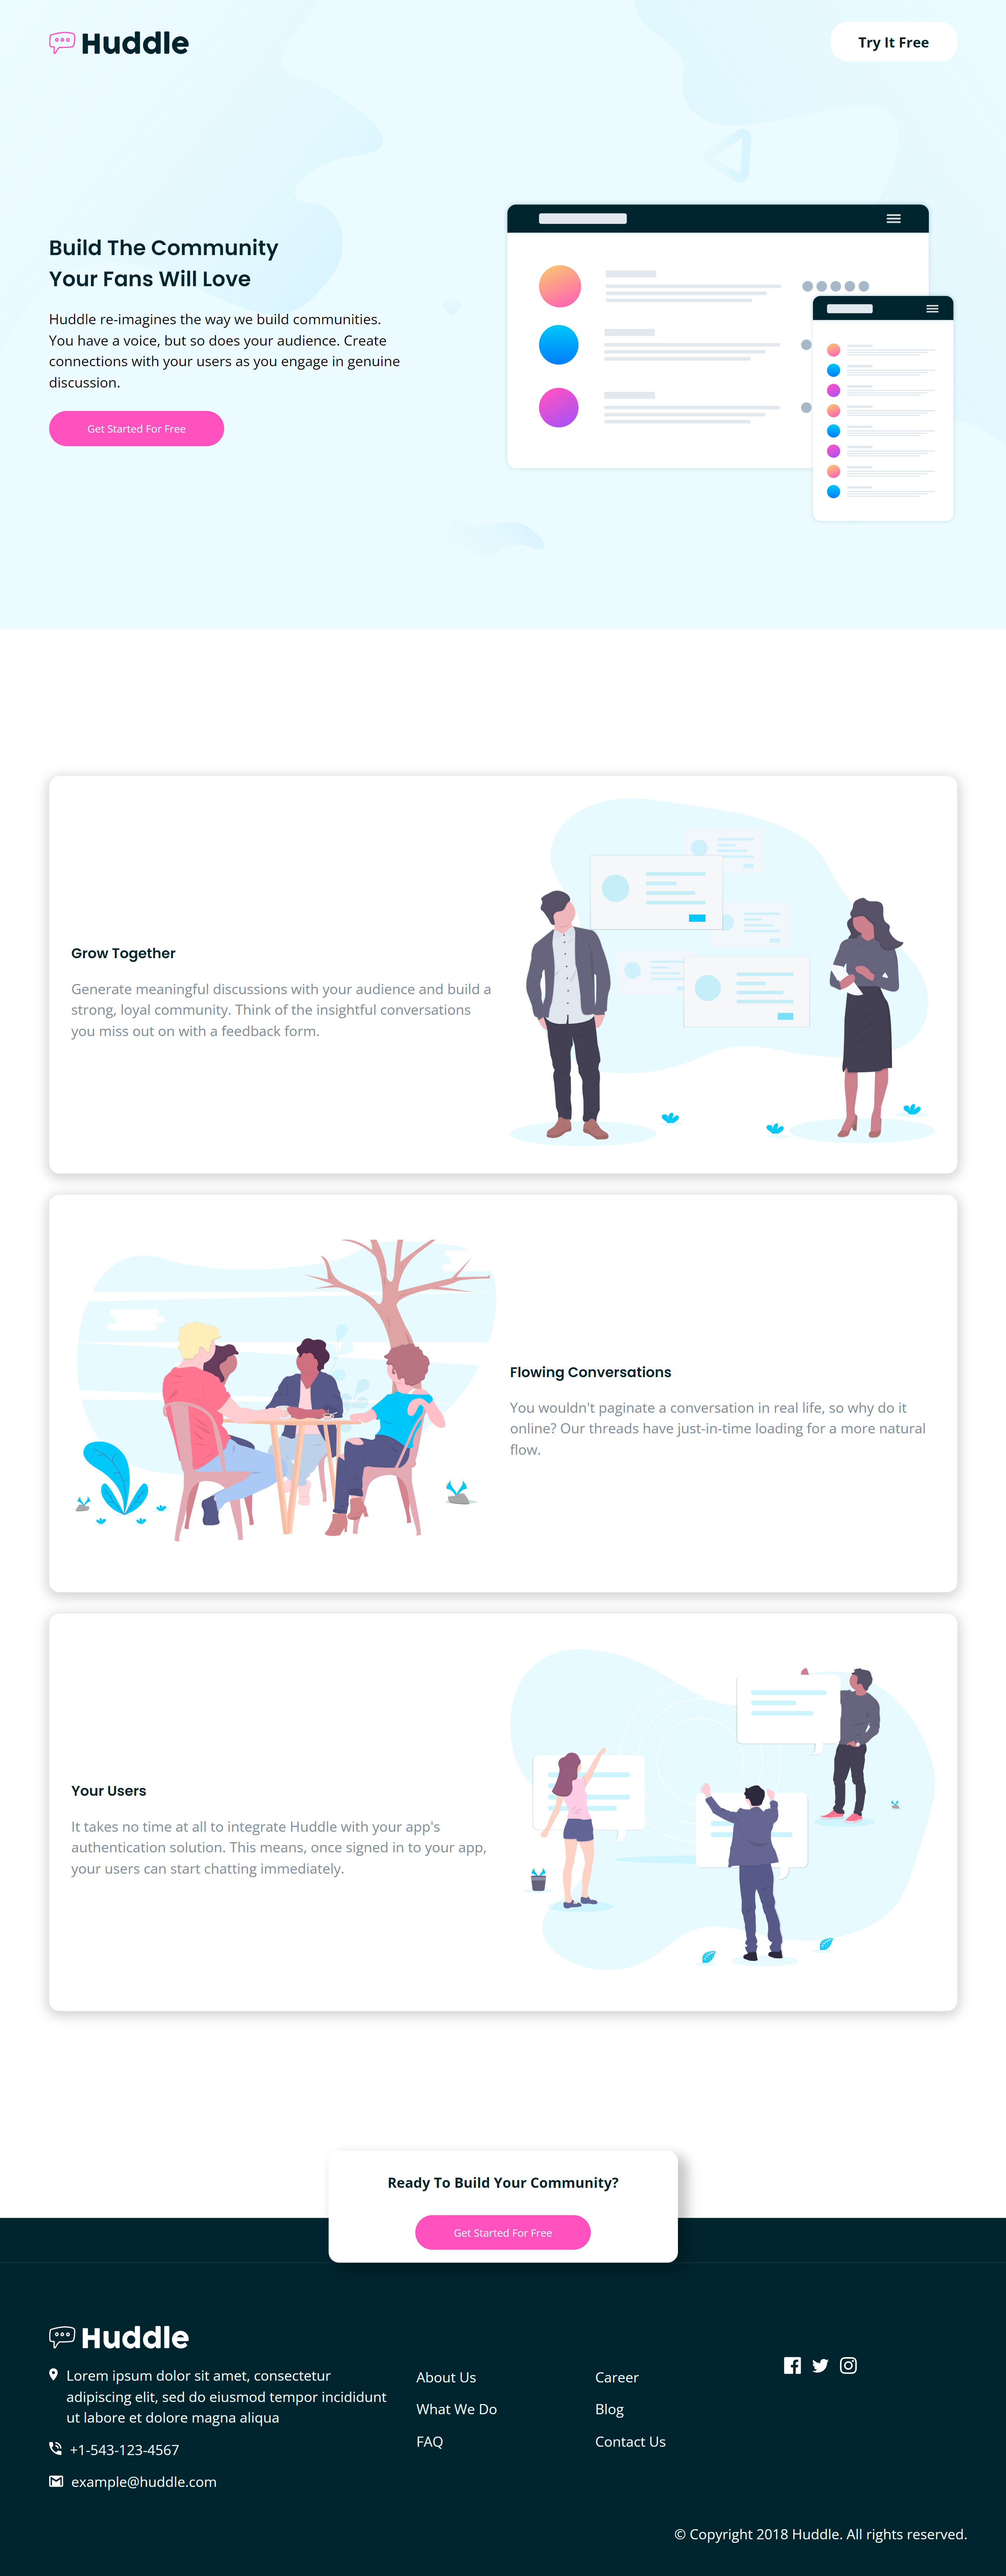 Huddle
Try It Free
Build The Community
Your Fans Will Love
Huddle re-imagines the way we build communities.
You have a voice, but so does your audience. Create
connections with your users as you engage in genuine
discussion.
Get Started For Free
Grow Together
Generate meaningful discussions with your audience and build a
strong, loyal community. Think of the insightful conversations
you miss out on with a feedback form.
Flowing Conversations
You wouldn't paginate a conversation in real life, so why do it
online? Our threads have just-in-time loading for a more natural
flow.
Your Users
It takes no time at all to integrate Huddle with your app's
authentication solution. This means, once signed in to your app,
your users can start chatting immediately.
Ready To Build Your Community?
Get Started For Free
Huddle
Lorem ipsum dolor sit amet, consectetur
adipiscing elit, sed do eiusmod tempor incididunt
ut labore et dolore magna aliqua
+1-543-123-4567
example@huddle.com
About Us
What We Do
FAQ
Career
Blog
Contact Us
© Copyright 2018 Huddle. All rights reserved.